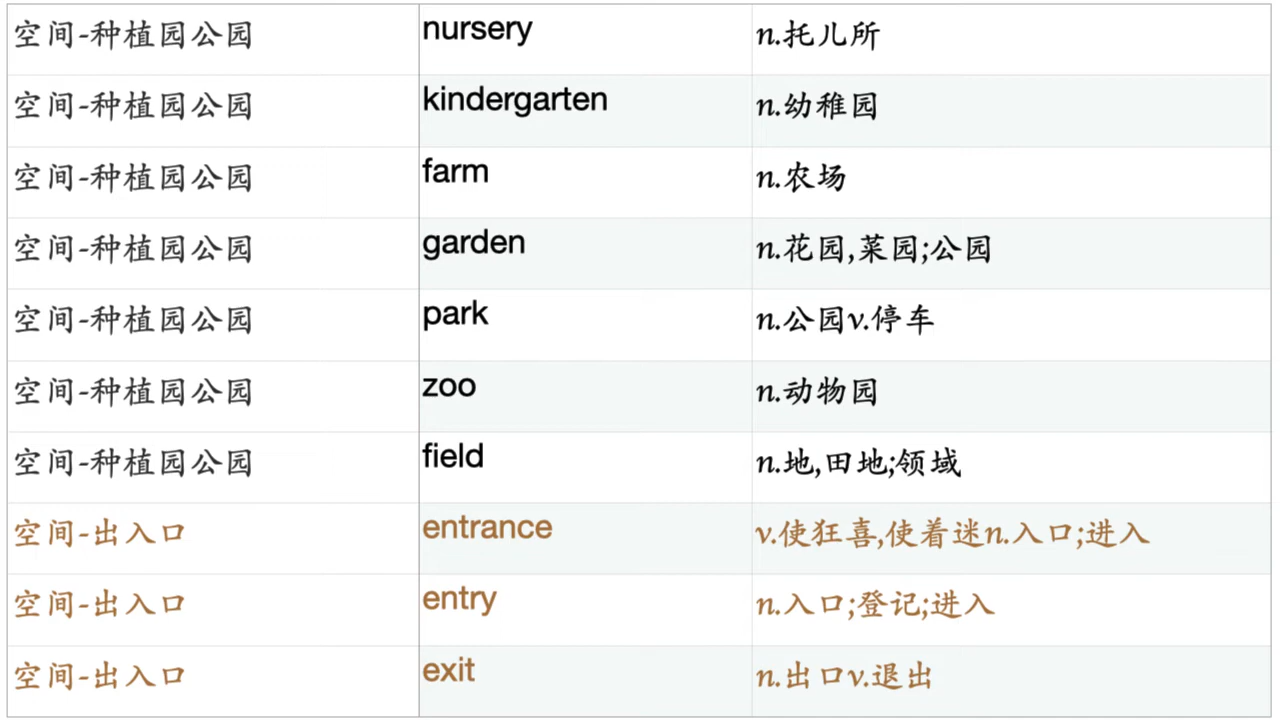 空间-种植园公园 nursery n.托儿所
空间-种植园公园 kindergarten n.幼稚园
空间-种植园公园 farm n.农场
空间-种植园公园 garden n.花园,菜园;公园
空间-种植园公园 park n.公园v.停车
空间-种植园公园 zoo n.动物园
空间-种植园公园 field n.地,田地;领域
空间-出入口 entrance v.使狂喜,使着迷n.入口;进入
空间-出入口 entry n.入口;登记;进入
空间-出入口 exit n.出口v.退出